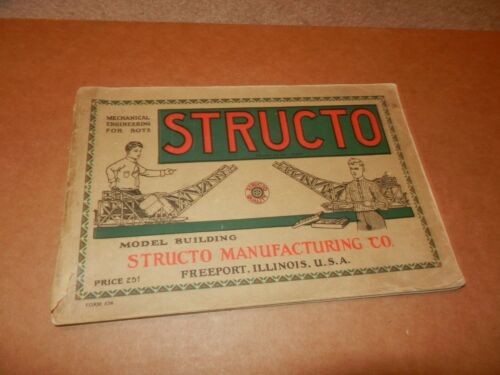 MECHANICAL
ENGINEERING
FOR BOYS
STRUCTO
MODEL BUILDING
STRUCTO MANUFACTURING CO.
FREEPORT, ILLINOIS, U.S.A.
PRICE 25¢